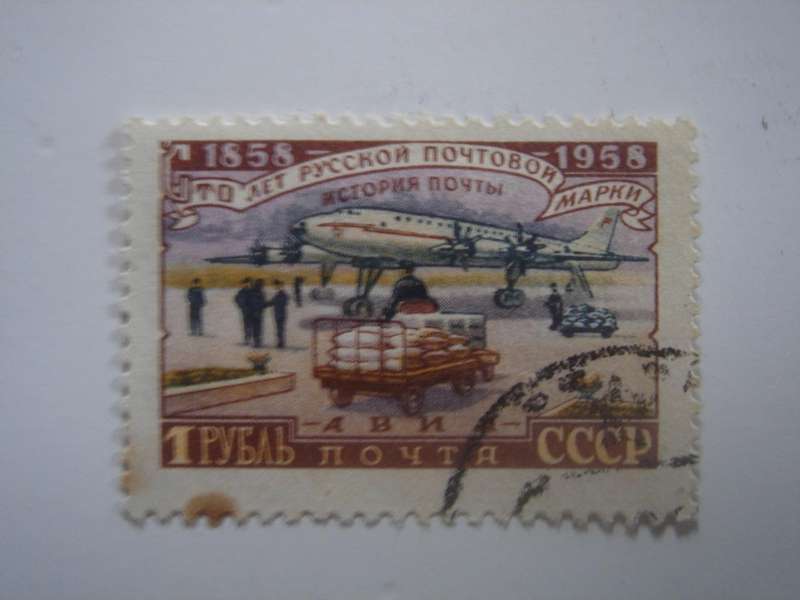 1858 1958
СТО ЛЕТ РУССКОЙ ПОЧТОВОЙ МАРКИ
ИСТОРИЯ ПОЧТЫ
-АВИА-
1 РУБЛЬ ПОЧТА СССР